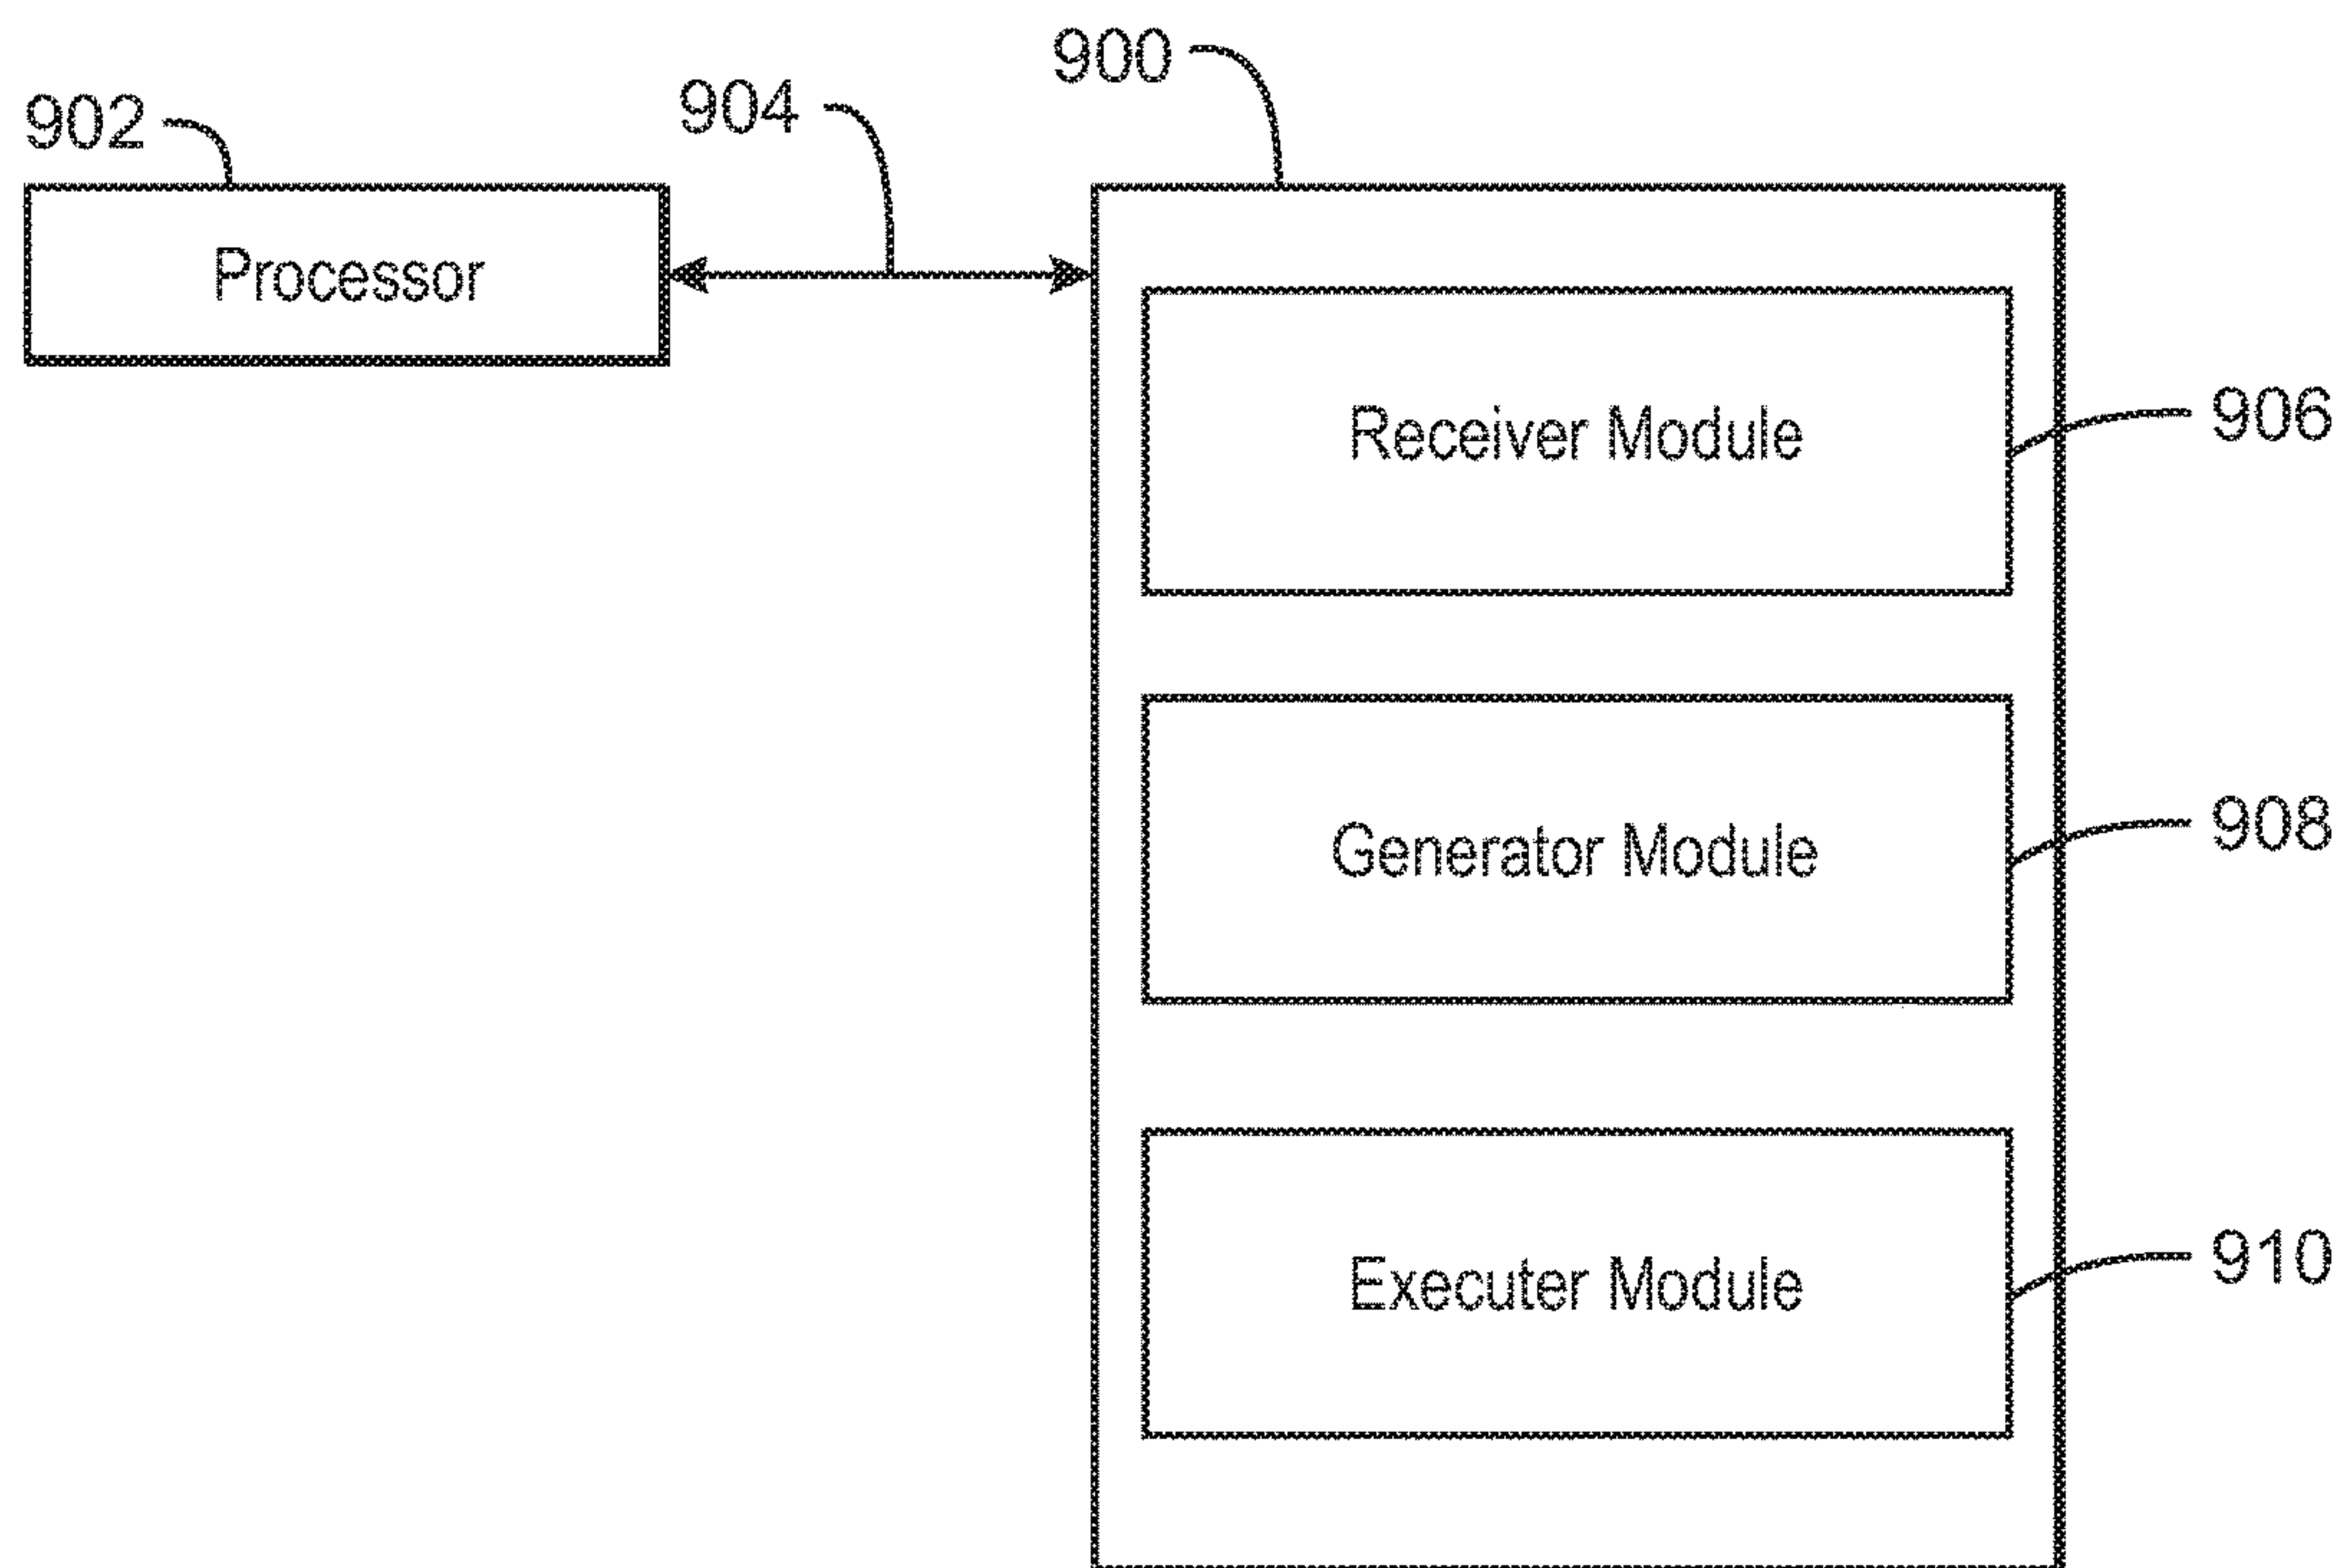 900
904
902
Processor
Receiver Module
906
Generator Module
908
Executer Module
910